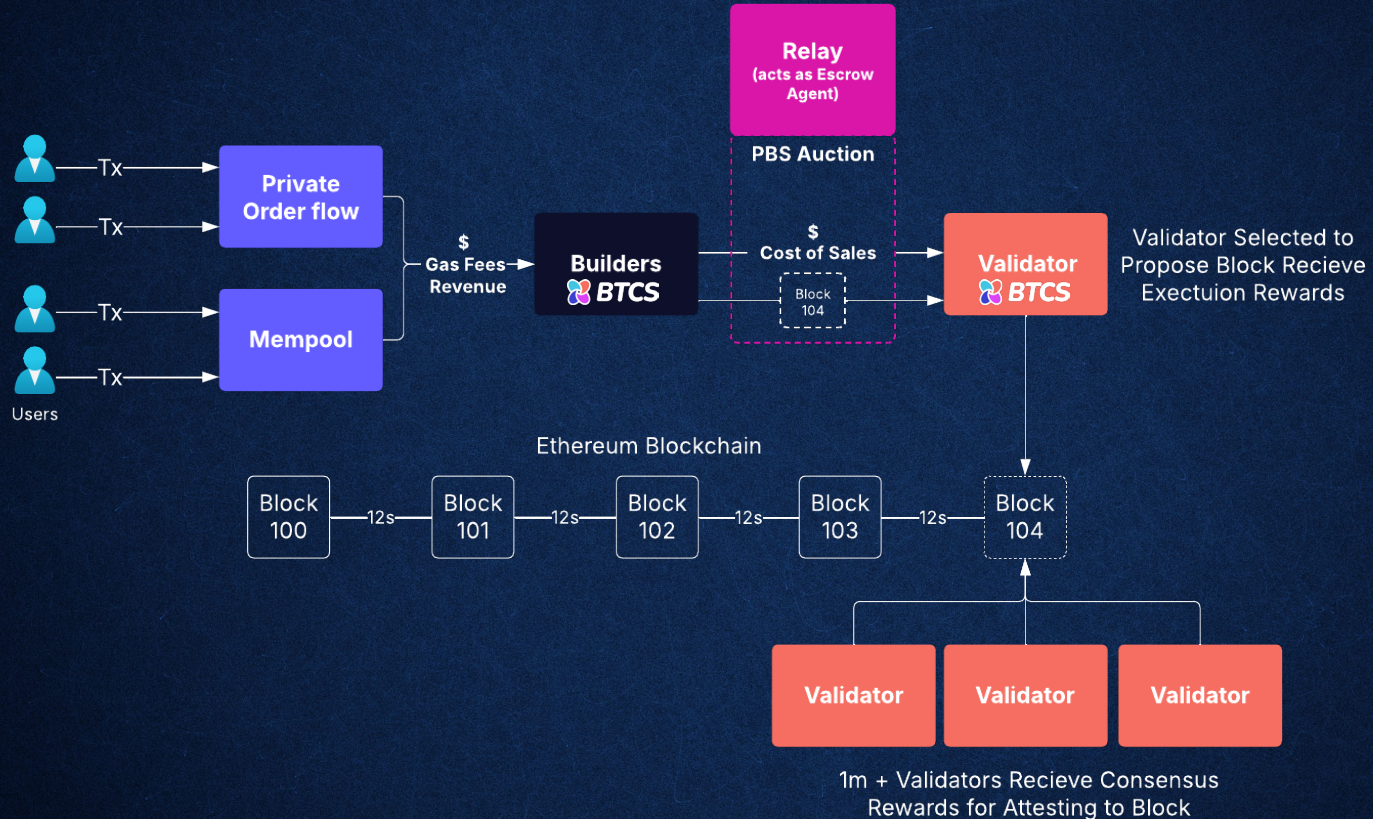 Relay
(acts as Escrow
Agent)
PBS Auction
Tx
Tx
Tx
Tx
Users
Private
Order flow
Mempool
$
Gas Fees
Revenue
Builders
BTCS
$
Cost of Sales
Block
104
Validator
BTCS
Validator Selected to
Propose Block Recieve
Exectuion Rewards
Ethereum Blockchain
Block
100
12s
Block
101
12s
Block
102
12s
Block
103
12s
Block
104
Validator
Validator
Validator
1m + Validators Recieve Consensus
Rewards for Attesting to Block